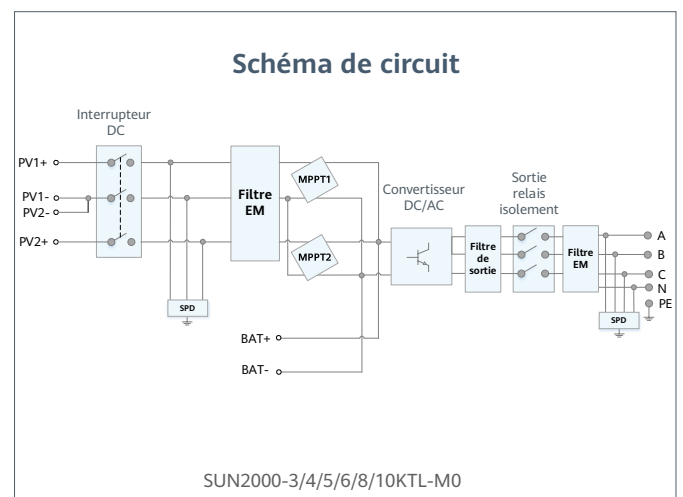 Schéma de circuit
Interrupteur
DC
PV1+
PV1-
PV2-
PV2+
SPD
Filtre
EM
MPPT1
MPPT2
BAT+
BAT-
Convertisseur
DC/AC
Filtre
de
sortie
Sortie
relais
isolement
Filtre
EM
A
B
C
N
PE
SPD
SUN2000-3/4/5/6/8/10KTL-M0